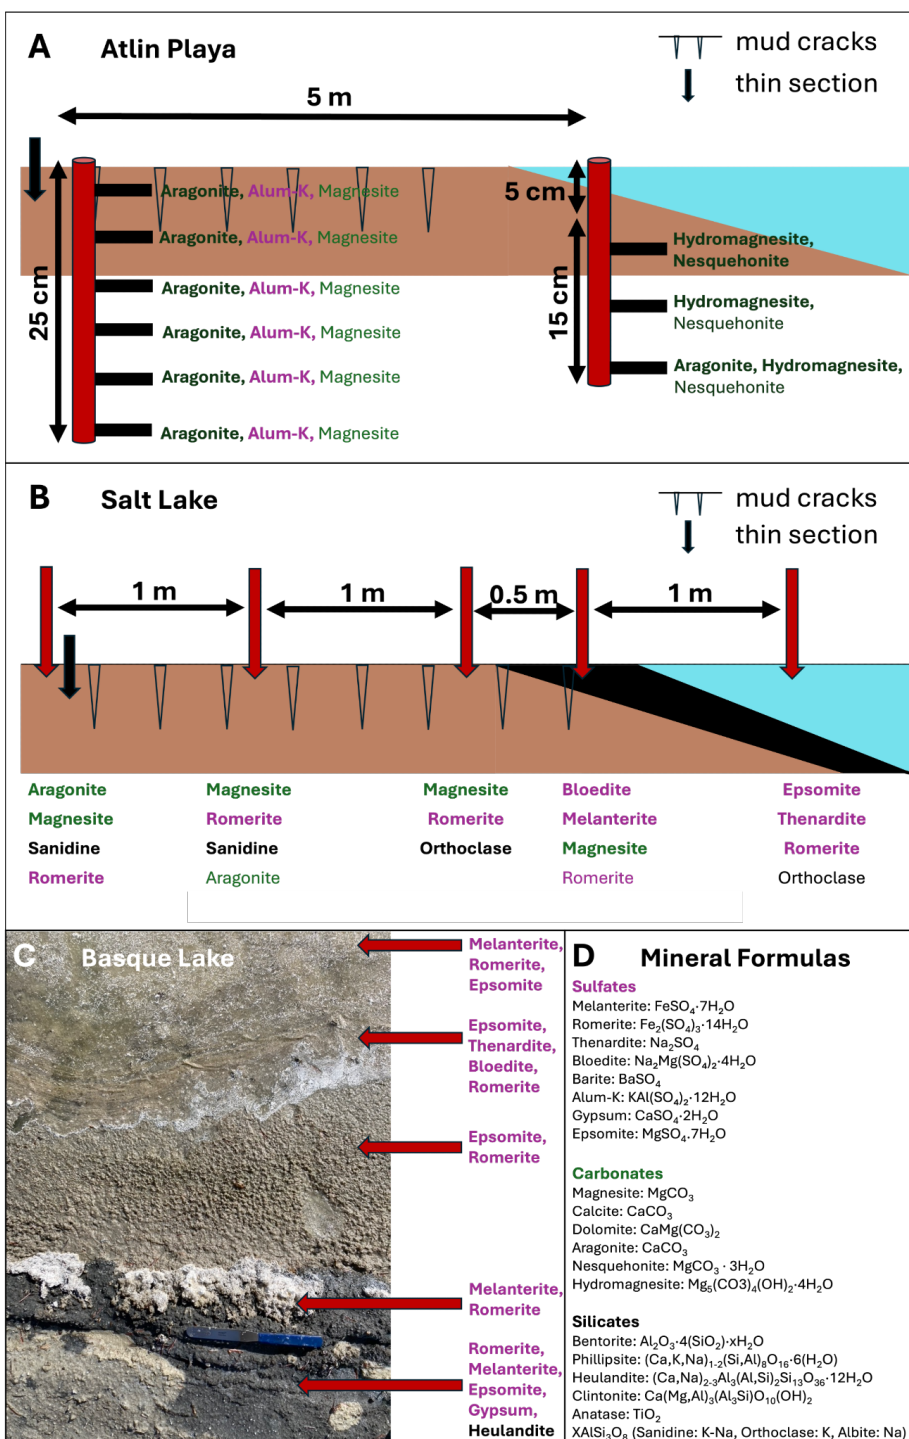 A Atlin Playa
mud cracks
thin section
5 m
5 cm
25 cm
15 cm
Aragonite, Alum-K, Magnesite
Aragonite, Alum-K, Magnesite
Aragonite, Alum-K, Magnesite
Aragonite, Alum-K, Magnesite
Aragonite, Alum-K, Magnesite
Aragonite, Alum-K, Magnesite
Hydromagnesite,
Nesquehonite
Hydromagnesite,
Nesquehonite
Aragonite, Hydromagnesite,
Nesquehonite
B Salt Lake
mud cracks
thin section
1 m
1 m
0.5 m
1 m
Aragonite
Magnesite
Sanidine
Romerite
Magnesite
Romerite
Sanidine
Aragonite
Magnesite
Romerite
Orthoclase
Bloedite
Melanterite
Magnesite
Romerite
Epsomite
Thenardite
Romerite
Orthoclase
C Basque Lake
Melanterite,
Romerite,
Epsomite
Epsomite,
Thenardite,
Bloedite,
Romerite
Epsomite,
Romerite
Melanterite,
Romerite
Romerite,
Melanterite,
Epsomite,
Gypsum,
Heulandite
D Mineral Formulas
Sulfates
Melanterite: FeSO₄·7H₂O
Romerite: Fe₂(SO₄)₃·14H₂O
Thenardite: Na₂SO₄
Bloedite: Na₂Mg(SO₄)₂·4H₂O
Barite: BaSO₄
Alum-K: KAl(SO₄)₂·12H₂O
Gypsum: CaSO₄·2H₂O
Epsomite: MgSO₄.7H₂O
Carbonates
Magnesite: MgCO₃
Calcite: CaCO₃
Dolomite: CaMg(CO₃)₂
Aragonite: CaCO₃
Nesquehonite: MgCO₃ · 3H₂O
Hydromagnesite: Mg₅(CO3)₄(OH)₂·4H₂O
Silicates
Bentorite: Al₂O₃·4(SiO₂)·xH₂O
Phillipsite: (Ca,K,Na)₁₋₂(Si,Al)₈O₁₆·6(H₂O)
Heulandite: (Ca,Na)₂₋₃Al₃(Al,Si)₂Si₁₃O₃₆·12H₂O
Clintonite: Ca(Mg,Al)₃(Al₃Si)O₁₀(OH)₂
Anatase: TiO₂
XAlSi₃O₈ (Sanidine: K-Na, Orthoclase: K, Albite: Na)